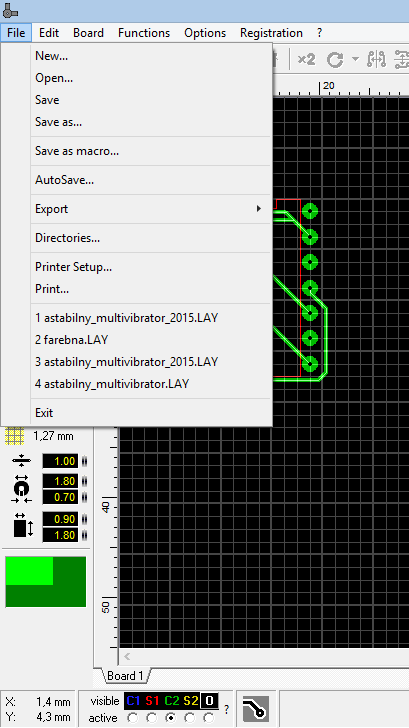 File Edit Board Functions Options Registration ?
New...
Open...
Save
Save as...
Save as macro...
AutoSave...
Export
Directories...
Printer Setup...
Print...
1 astabilny_multivibrator_2015.LAY
2 farebna.LAY
3 astabilny_multivibrator_2015.LAY
4 astabilny_multivibrator.LAY
Exit
×2
20
1,27 mm
1.00
1.80
0.70
0.90
1.80
40
50
Board 1
X: 1,4 mm
Y: 4,3 mm
visible C1 S1 C2 S2 O ?
active